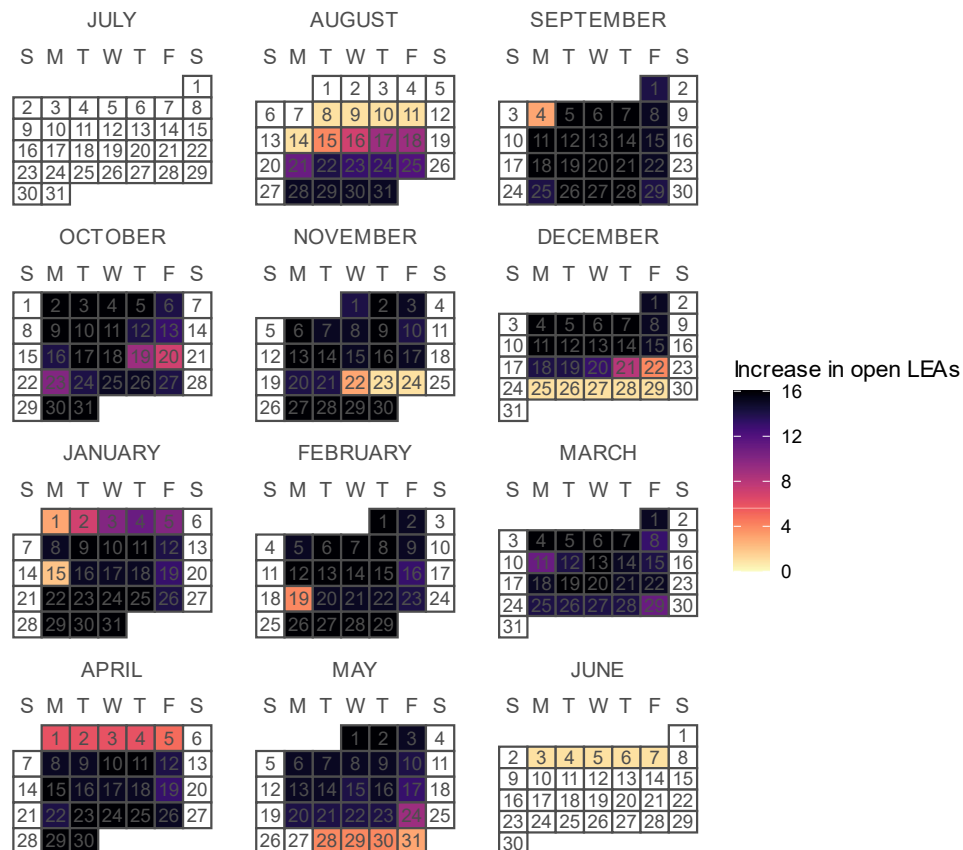 JULY AUGUST SEPTEMBER
S M T W T F S S M T W T F S S M T W T F S
1 1 2 3 4 5 1 2
2 3 4 5 6 7 8 6 7 8 9 10 11 12 3 4 5 6 7 8 9
9 10 11 12 13 14 15 13 14 15 16 17 18 19 10 11 12 13 14 15 16
16 17 18 19 20 21 22 20 21 22 23 24 25 26 17 18 19 20 21 22 23
23 24 25 26 27 28 29 27 28 29 30 31 24 25 26 27 28 29 30
30 31
OCTOBER NOVEMBER DECEMBER
S M T W T F S S M T W T F S S M T W T F S
1 2 3 4 5 6 7 1 2 3 4 1 2
8 9 10 11 12 13 14 5 6 7 8 9 10 11 3 4 5 6 7 8 9
15 16 17 18 19 20 21 12 13 14 15 16 17 18 10 11 12 13 14 15 16
22 23 24 25 26 27 28 19 20 21 22 23 24 25 17 18 19 20 21 22 23
29 30 31 26 27 28 29 30 24 25 26 27 28 29 30
31
Increase in open LEAs
16
12
8
4
0
JANUARY FEBRUARY MARCH
S M T W T F S S M T W T F S S M T W T F S
1 2 3 4 5 6 1 2 3 1 2
7 8 9 10 11 12 13 4 5 6 7 8 9 10 3 4 5 6 7 8 9
14 15 16 17 18 19 20 11 12 13 14 15 16 17 10 11 12 13 14 15 16
21 22 23 24 25 26 27 18 19 20 21 22 23 24 17 18 19 20 21 22 23
28 29 30 31 25 26 27 28 29 24 25 26 27 28 29 30
31
APRIL MAY JUNE
S M T W T F S S M T W T F S S M T W T F S
1 2 3 4 5 6 1 2 3 4 1
7 8 9 10 11 12 13 5 6 7 8 9 10 11 2 3 4 5 6 7 8
14 15 16 17 18 19 20 12 13 14 15 16 17 18 9 10 11 12 13 14 15
21 22 23 24 25 26 27 19 20 21 22 23 24 25 16 17 18 19 20 21 22
28 29 30 26 27 28 29 30 31 23 24 25 26 27 28 29
30